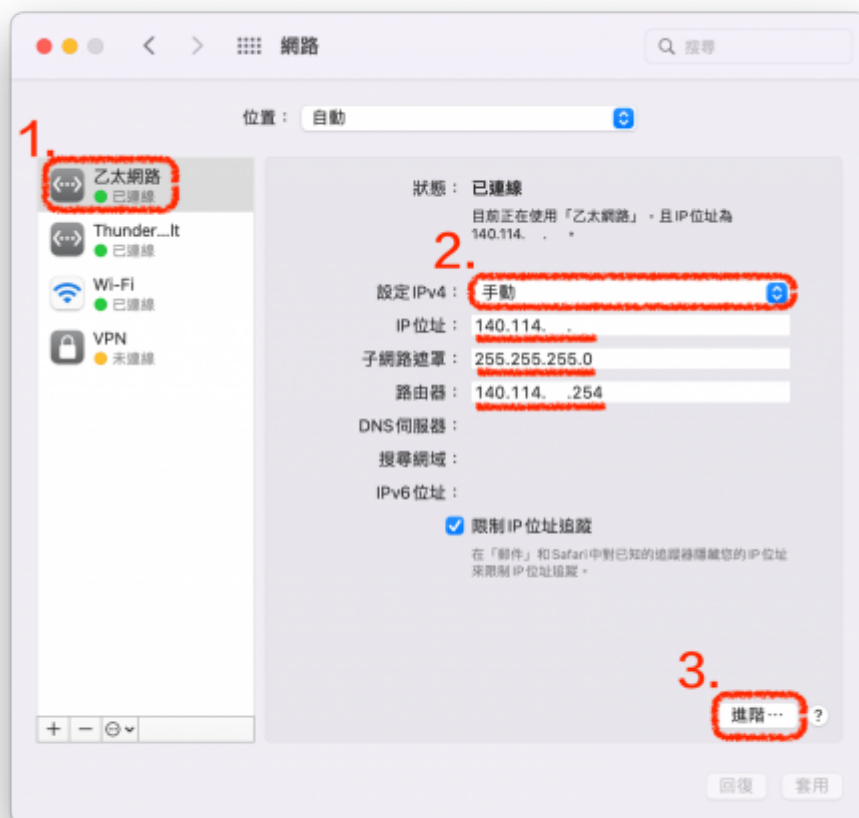 網路
搜尋
位置： 自動
1.
乙太網路
已連線
Thunder...lt
已連線
Wi-Fi
已連線
VPN
未連線
狀態： 已連線
目前正在使用「乙太網路」，且IP位址為
140.114. . 。
2.
設定IPv4： 手動
IP位址： 140.114. .
子網路遮罩： 255.255.255.0
路由器： 140.114. .254
DNS伺服器：
搜尋網域：
IPv6位址：
限制IP位址追蹤
在「郵件」和Safari中對已知的追蹤器隱藏您的IP位址
來限制IP位址追蹤。
3.
進階⋯
?
回復
套用